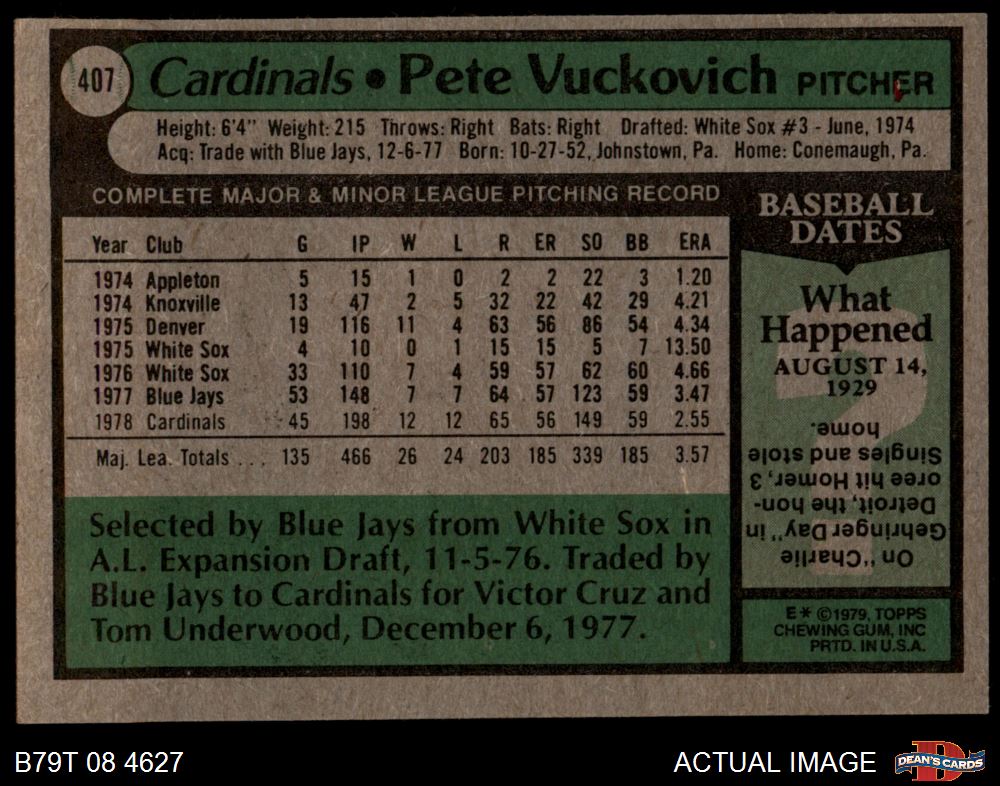 407 Cardinals • Pete Vuckovich PITCHER
Height: 6'4" Weight: 215 Throws: Right Bats: Right Drafted: White Sox #3 - June, 1974
Acq: Trade with Blue Jays, 12-6-77 Born: 10-27-52, Johnstown, Pa. Home: Conemaugh, Pa.
COMPLETE MAJOR & MINOR LEAGUE PITCHING RECORD
Year Club G IP W L R ER SO BB ERA
1974 Appleton 5 15 1 0 2 2 22 3 1.20
1974 Knoxville 13 47 2 5 32 22 42 29 4.21
1975 Denver 19 116 11 4 63 56 86 54 4.34
1975 White Sox 4 10 0 1 15 15 5 7 13.50
1976 White Sox 33 110 7 4 59 57 62 60 4.66
1977 Blue Jays 53 148 7 7 64 57 123 59 3.47
1978 Cardinals 45 198 12 12 65 56 149 59 2.55
Maj. Lea. Totals ... 135 466 26 24 203 185 339 185 3.57
Selected by Blue Jays from White Sox in
A.L. Expansion Draft, 11-5-76. Traded by
Blue Jays to Cardinals for Victor Cruz and
Tom Underwood, December 6, 1977.
BASEBALL
DATES
What
Happened
AUGUST 14,
1929
On "Charlie
Gehringer Day" in
Detroit, the hon-
oree hit Homer, 3
Singles and stole
home.
E* ©1979, TOPPS
CHEWING GUM, INC
PRTD. IN U.S.A.
B79T 08 4627
ACTUAL IMAGE
D
DEAN'S CARDS